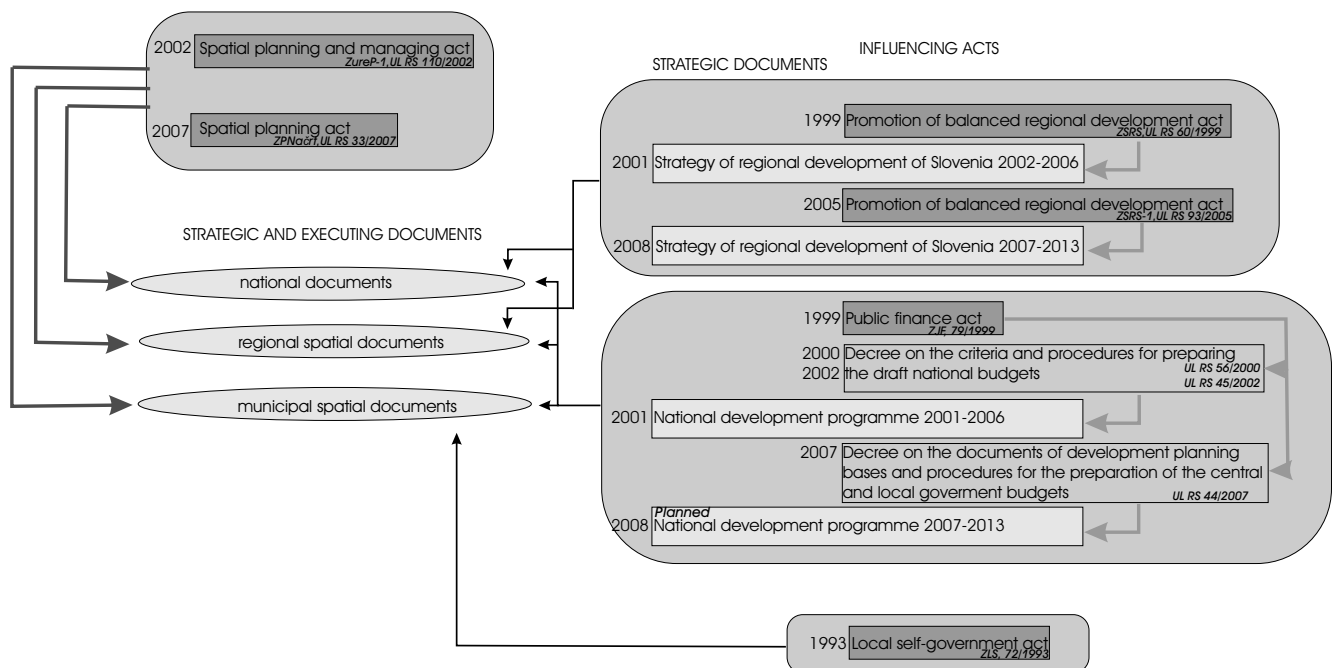 2002 Spatial planning and managing act
ZureP-1,UL RS 110/2002
2007 Spatial planning act
ZPNačrt,UL RS 33/2007
STRATEGIC AND EXECUTING DOCUMENTS
national documents
regional spatial documents
municipal spatial documents
INFLUENCING ACTS
STRATEGIC DOCUMENTS
1999 Promotion of balanced regional development act
ZSRS,UL RS 60/1999
2001 Strategy of regional development of Slovenia 2002-2006
2005 Promotion of balanced regional development act
ZSRS-1,UL RS 93/2005
2008 Strategy of regional development of Slovenia 2007-2013
1999 Public finance act
ZJF, 79/1999
2000 Decree on the criteria and procedures for preparing
2002 the draft national budgets
UL RS 56/2000
UL RS 45/2002
2001 National development programme 2001-2006
2007 Decree on the documents of development planning
bases and procedures for the preparation of the central
and local goverment budgets
UL RS 44/2007
Planned
2008 National development programme 2007-2013
1993 Local self-government act
ZLS, 72/1993